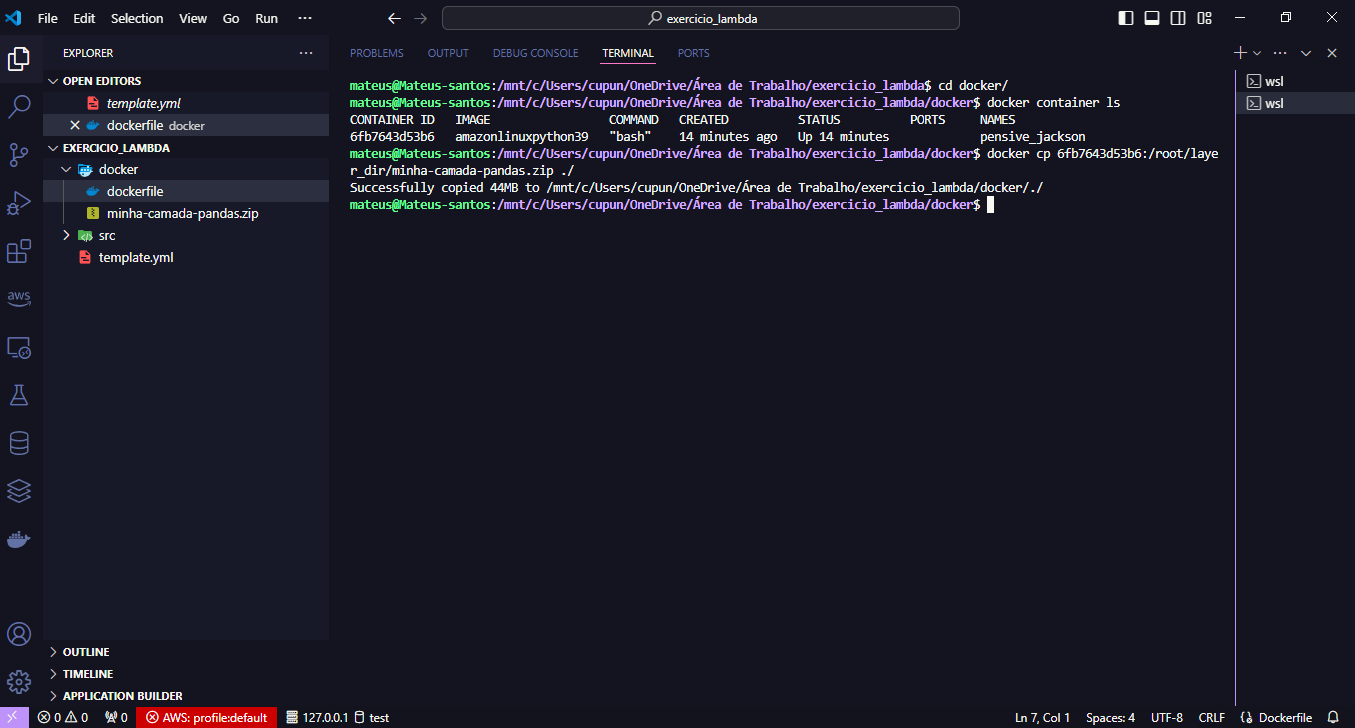 File Edit Selection View Go Run ··· exercicio_lambda
EXPLORER ···
OPEN EDITORS
template.yml
dockerfile docker
EXERCICIO_LAMBDA
docker
dockerfile
minha-camada-pandas.zip
src
template.yml
OUTLINE
TIMELINE
APPLICATION BUILDER
aws
PROBLEMS OUTPUT DEBUG CONSOLE TERMINAL PORTS
mateus@Mateus-santos:/mnt/c/Users/cupun/OneDrive/Área de Trabalho/exercicio_lambda$ cd docker/
mateus@Mateus-santos:/mnt/c/Users/cupun/OneDrive/Área de Trabalho/exercicio_lambda/docker$ docker container ls
CONTAINER ID IMAGE COMMAND CREATED STATUS PORTS NAMES
6fb7643d53b6 amazonlinuxpython39 "bash" 14 minutes ago Up 14 minutes pensive_jackson
mateus@Mateus-santos:/mnt/c/Users/cupun/OneDrive/Área de Trabalho/exercicio_lambda/docker$ docker cp 6fb7643d53b6:/root/laye
r_dir/minha-camada-pandas.zip ./
Successfully copied 44MB to /mnt/c/Users/cupun/OneDrive/Área de Trabalho/exercicio_lambda/docker/./
mateus@Mateus-santos:/mnt/c/Users/cupun/OneDrive/Área de Trabalho/exercicio_lambda/docker$
wsl
wsl
0 0 0 AWS: profile:default 127.0.0.1 test Ln 7, Col 1 Spaces: 4 UTF-8 CRLF Dockerfile